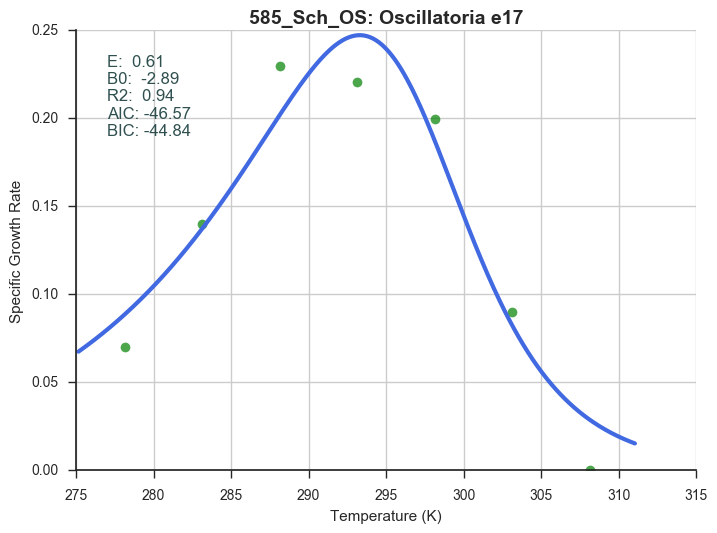 585_Sch_OS: Oscillatoria e17
E:  0.61
B0:  -2.89
R2:  0.94
AIC: -46.57
BIC: -44.84
Specific Growth Rate
0.25
0.20
0.15
0.10
0.05
0.00
275 280 285 290 295 300 305 310 315
Temperature (K)